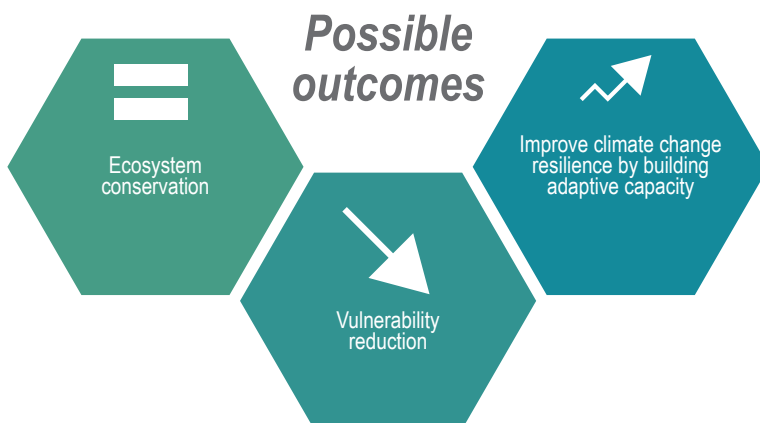 Possible
outcomes
Ecosystem
conservation
Vulnerability
reduction
Improve climate change
resilience by building
adaptive capacity